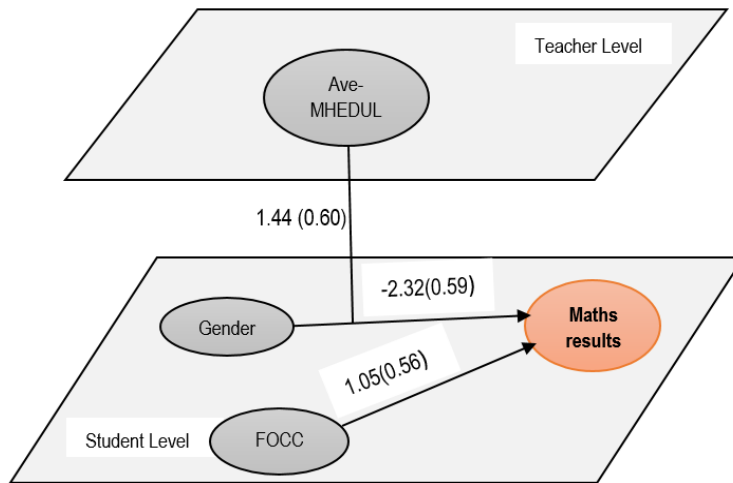 Teacher Level
Ave-
MHEDUL
1.44 (0.60)
-2.32(0.59)
Gender
Maths
results
1.05(0.56)
Student Level
FOCC